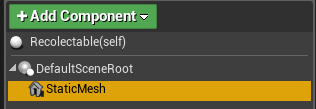 Add Component
Recolectable(self)
DefaultSceneRoot
StaticMesh